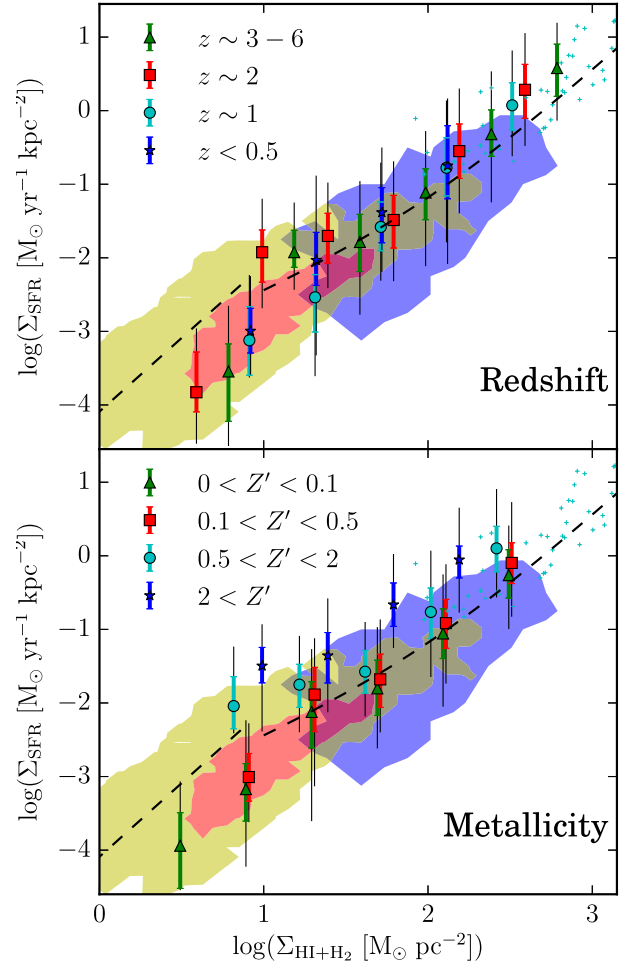 1
0
−1
−2
−3
−4
log(Σ_SFR [M_⊙ yr^−1 kpc^−2])
z ∼ 3 − 6
z ∼ 2
z ∼ 1
z < 0.5
Redshift
1
0
−1
−2
−3
−4
log(Σ_SFR [M_⊙ yr^−1 kpc^−2])
0 < Z′ < 0.1
0.1 < Z′ < 0.5
0.5 < Z′ < 2
2 < Z′
Metallicity
0 1 2 3
log(Σ_HI+H₂ [M_⊙ pc^−2])